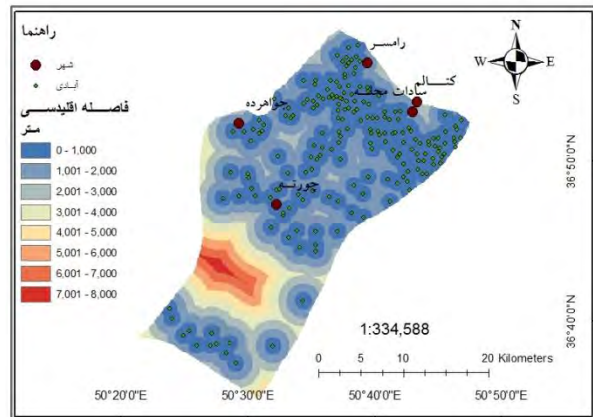 راهنما
شهر
آبادی
فاصله اقلیدسی
متر
0 - 1,000
1,001 - 2,000
2,001 - 3,000
3,001 - 4,000
4,001 - 5,000
5,001 - 6,000
6,001 - 7,000
7,001 - 8,000
رامسر
کتالم
سادات محله
جواهرده
جورته
N
W E
S
36°50'0"N
36°40'0"N
1:334,588
0 5 10 20 Kilometers
50°20'0"E 50°30'0"E 50°40'0"E 50°50'0"E